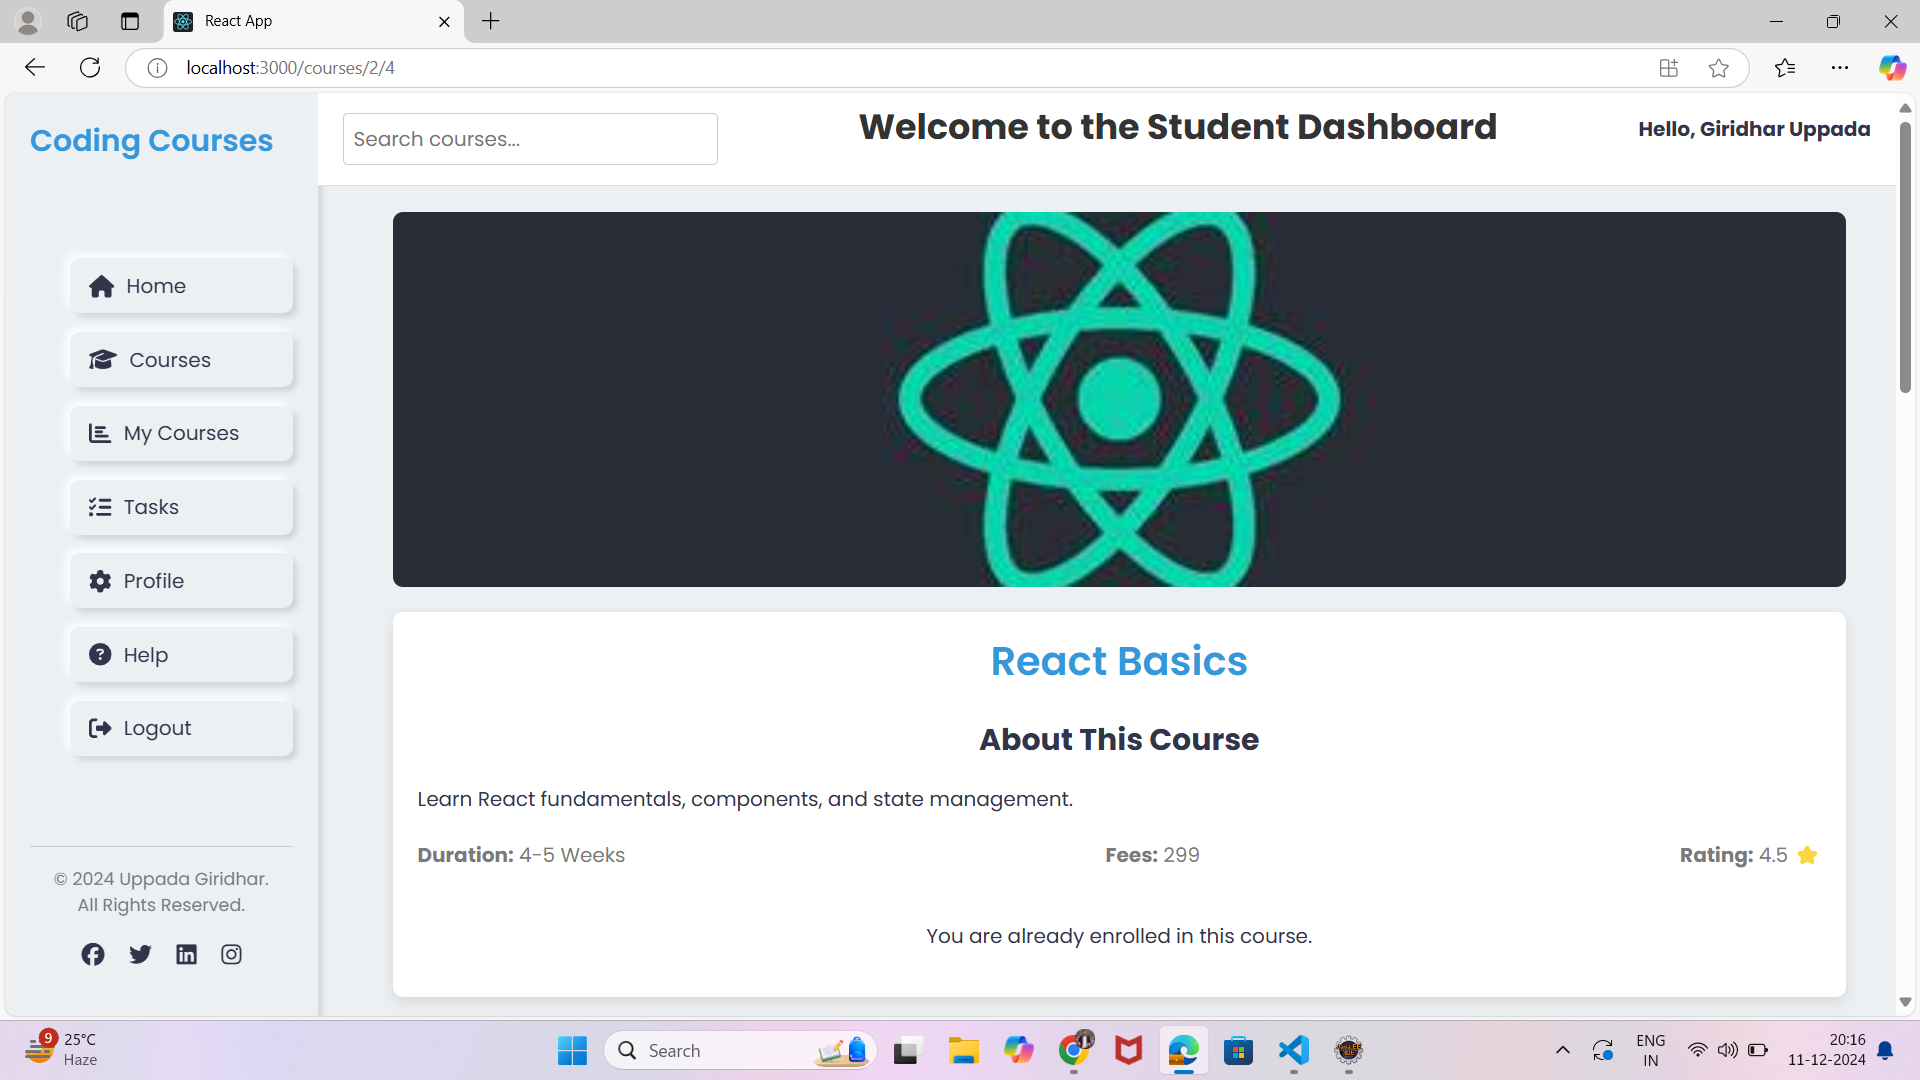 React App
localhost:3000/courses/2/4
Coding Courses
Search courses...
Welcome to the Student Dashboard
Hello, Giridhar Uppada
Home
Courses
My Courses
Tasks
Profile
Help
Logout
© 2024 Uppada Giridhar.
All Rights Reserved.
React Basics
About This Course
Learn React fundamentals, components, and state management.
Duration: 4-5 Weeks
Fees: 299
Rating: 4.5
You are already enrolled in this course.
9
25°C
Haze
Search
ENG
IN
20:16
11-12-2024